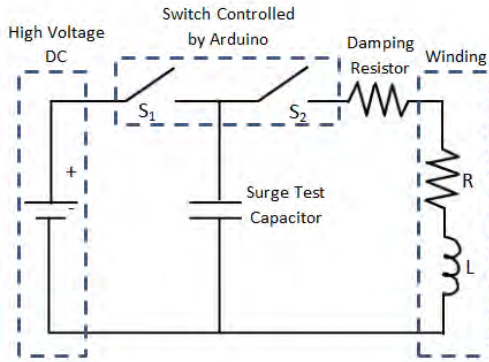 High Voltage
DC
Switch Controlled
by Arduino
Damping
Resistor
Winding
S1
S2
+
-
Surge Test
Capacitor
R
L